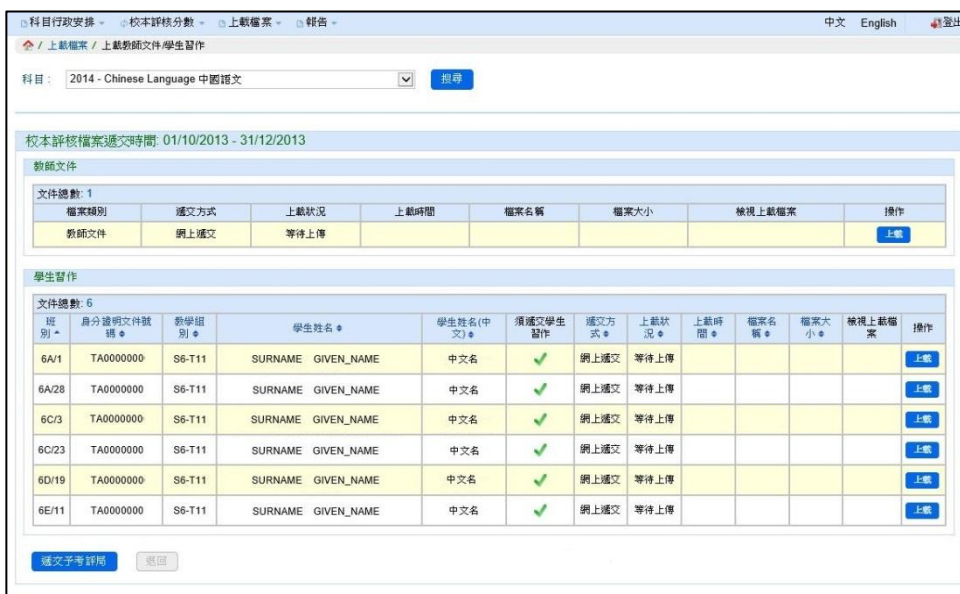 科目行政安排 校本評核分數 上載檔案 報告 中文 English 登出
/ 上載檔案 / 上載教師文件/學生習作
科目: 2014 - Chinese Language 中國語文 搜尋
校本評核檔案遞交時間: 01/10/2013 - 31/12/2013
教師文件
文件總數: 1
檔案類別 遞交方式 上載狀況 上載時間 檔案名稱 檔案大小 檢視上載檔案 操作
教師文件 網上遞交 等待上傳 上載
學生習作
文件總數: 6
班別 身分證明文件號碼 教學組別 學生姓名 學生姓名(中文) 須遞交學生習作 遞交方式 上載狀況 上載時間 檔案名稱 檔案大小 檢視上載檔案 操作
6A/1 TA0000000 S6-T11 SURNAME GIVEN_NAME 中文名 網上遞交 等待上傳 上載
6A/28 TA0000000 S6-T11 SURNAME GIVEN_NAME 中文名 網上遞交 等待上傳 上載
6C/3 TA0000000 S6-T11 SURNAME GIVEN_NAME 中文名 網上遞交 等待上傳 上載
6C/23 TA0000000 S6-T11 SURNAME GIVEN_NAME 中文名 網上遞交 等待上傳 上載
6D/19 TA0000000 S6-T11 SURNAME GIVEN_NAME 中文名 網上遞交 等待上傳 上載
6E/11 TA0000000 S6-T11 SURNAME GIVEN_NAME 中文名 網上遞交 等待上傳 上載
遞交予考評局 退回